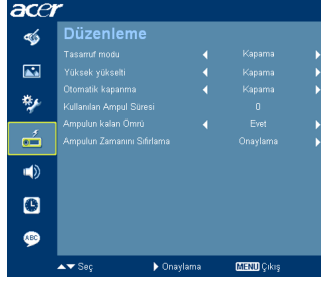 acer
Düzenleme
Tasarruf modu Kapama
Yüksek yükselti Kapama
Otomatik kapanma Kapama
Kullanılan Ampul Süresi 0
Ampulun kalan Ömrü Evet
Ampulun Zamanını Sıfırlama Onaylama
ABC
Seç Onaylama MENU Çıkış